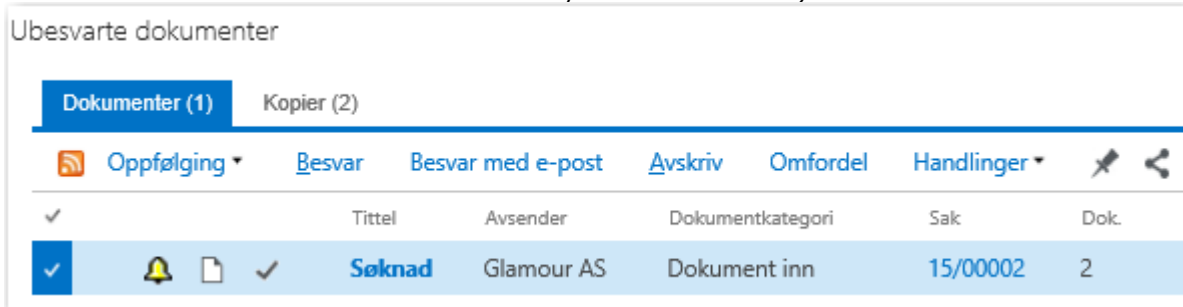 Ubesvarte dokumenter
Dokumenter (1) Kopier (2)
Oppfølging Besvar Besvar med e-post Avskriv Omfordel Handlinger
Tittel Avsender Dokumentkategori Sak Dok.
Søknad Glamour AS Dokument inn 15/00002 2